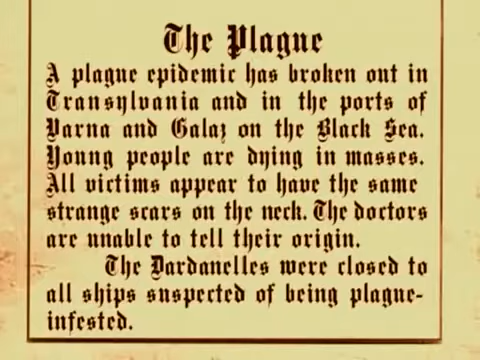 The Plague
A plague epidemic has broken out in
Transylvania and in the ports of
Varna and Galaz on the Black Sea.
Young people are dying in masses.
All victims appear to have the same
strange scars on the neck. The doctors
are unable to tell their origin.
The Dardanelles were closed to
all ships suspected of being plague-
infested.